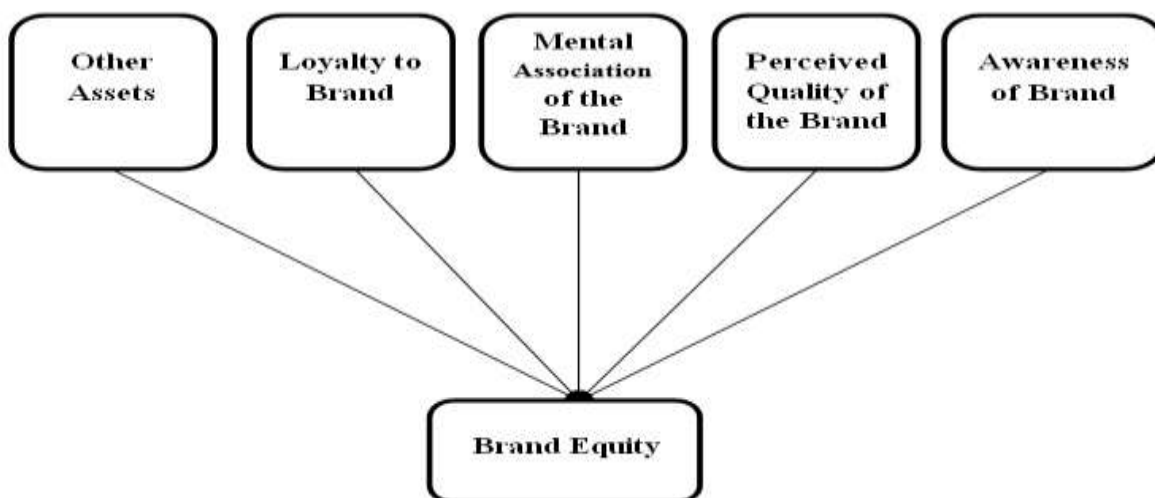 Other
Assets
Loyalty to
Brand
Mental
Association
of the
Brand
Perceived
Quality of
the Brand
Awareness
of Brand
Brand Equity